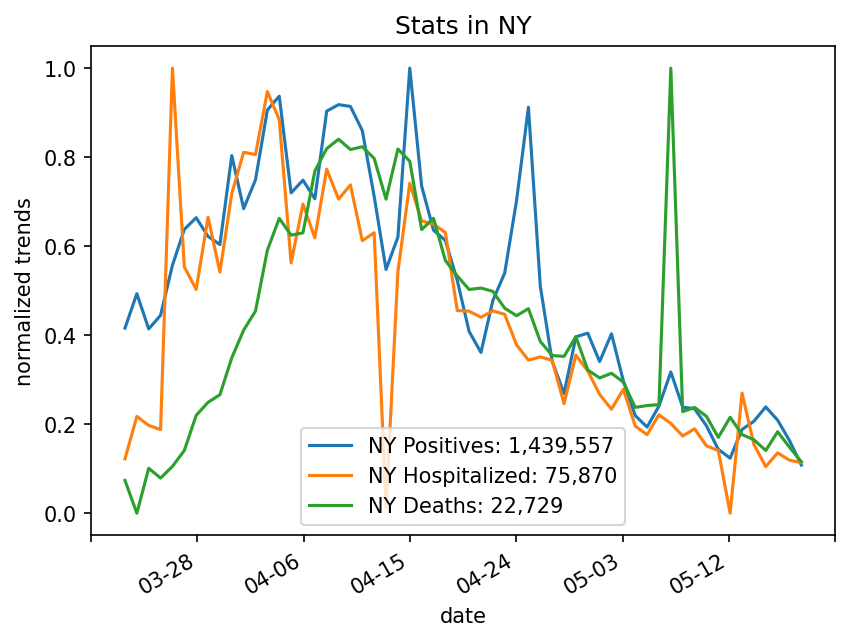 Stats in NY
normalized trends
1.0
0.8
0.6
0.4
0.2
0.0
NY Positives: 1,439,557
NY Hospitalized: 75,870
NY Deaths: 22,729
03-28
04-06
04-15
04-24
05-03
05-12
date